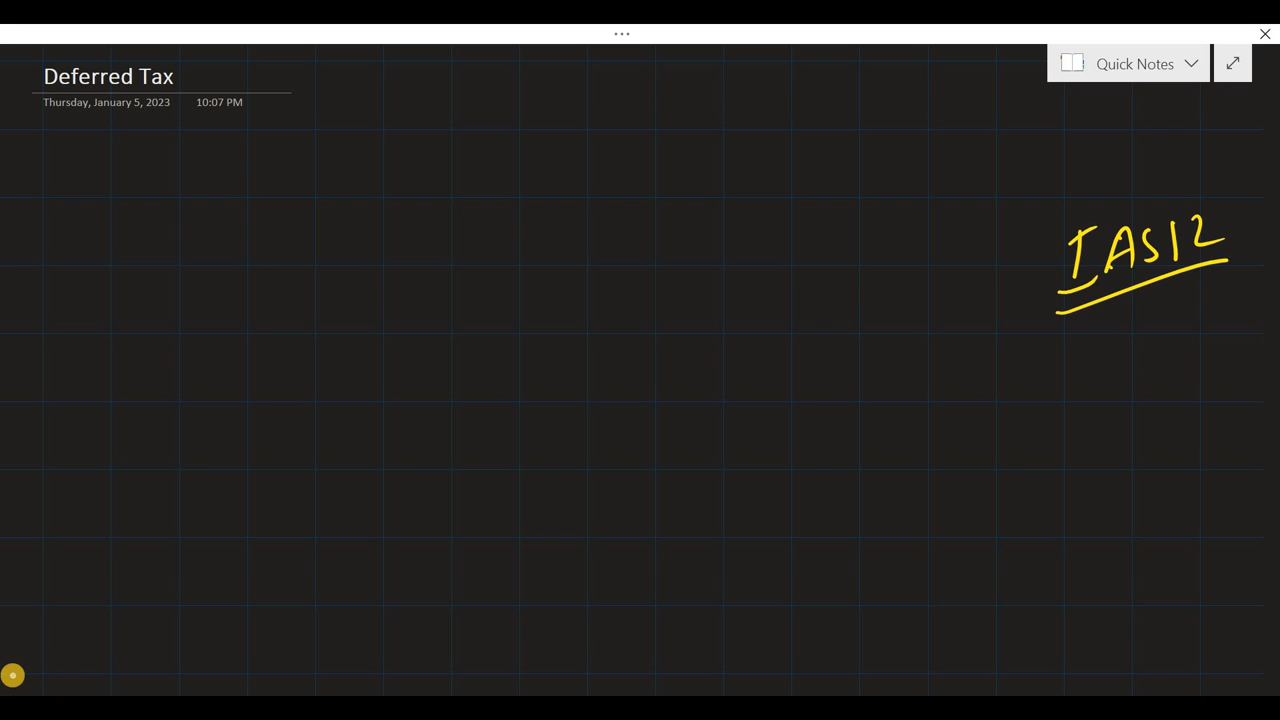 Deferred Tax
Quick Notes
Thursday, January 5, 2023 10:07 PM
IAS12